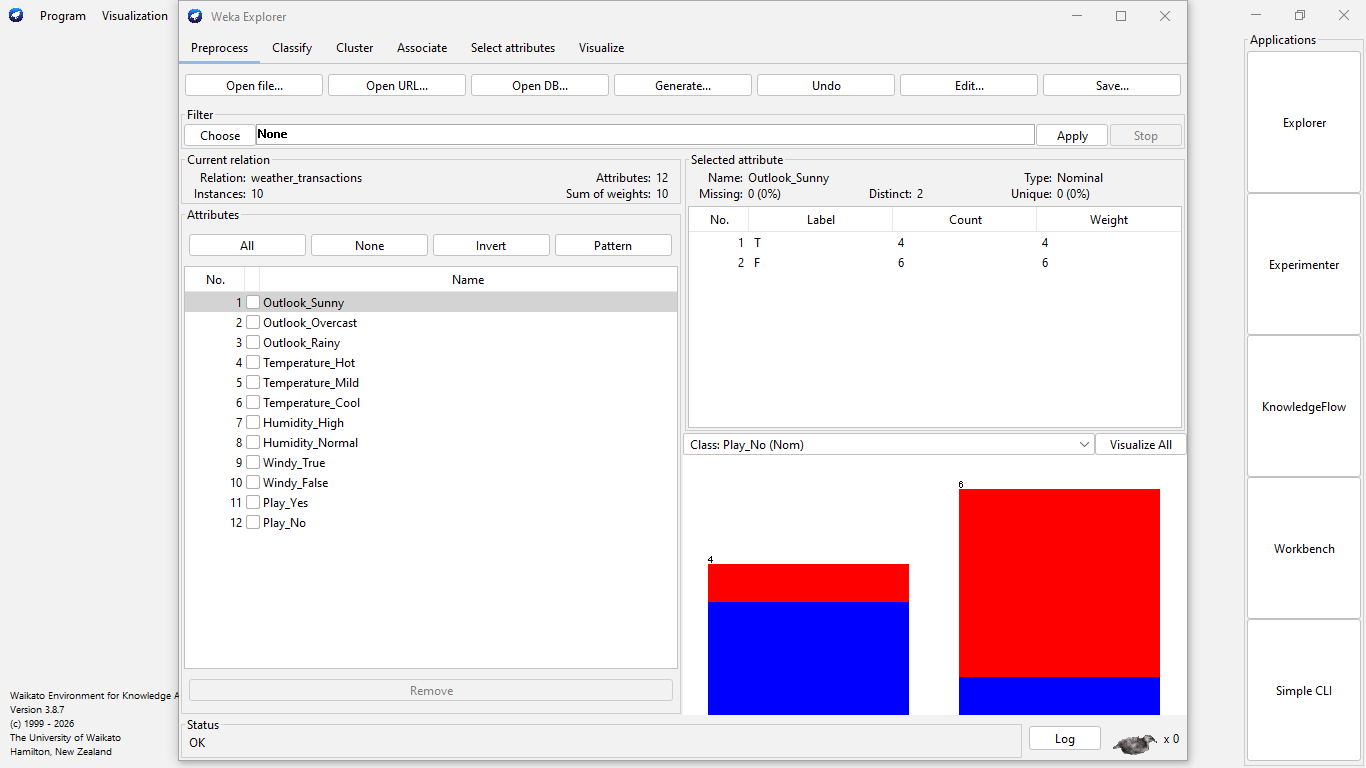 Program Visualization
Weka Explorer
Preprocess Classify Cluster Associate Select attributes Visualize
Open file... Open URL... Open DB... Generate... Undo Edit... Save...
Filter
Choose None Apply Stop
Current relation
Relation: weather_transactions Attributes: 12
Instances: 10 Sum of weights: 10
Attributes
All None Invert Pattern
No. Name
1 Outlook_Sunny
2 Outlook_Overcast
3 Outlook_Rainy
4 Temperature_Hot
5 Temperature_Mild
6 Temperature_Cool
7 Humidity_High
8 Humidity_Normal
9 Windy_True
10 Windy_False
11 Play_Yes
12 Play_No
Remove
Selected attribute
Name: Outlook_Sunny Type: Nominal
Missing: 0 (0%) Distinct: 2 Unique: 0 (0%)
No. Label Count Weight
1 T 4 4
2 F 6 6
Class: Play_No (Nom) Visualize All
4
6
Status
OK
Log x 0
Applications
Explorer
Experimenter
KnowledgeFlow
Workbench
Simple CLI
Waikato Environment for Knowledge A
Version 3.8.7
(c) 1999 - 2026
The University of Waikato
Hamilton, New Zealand